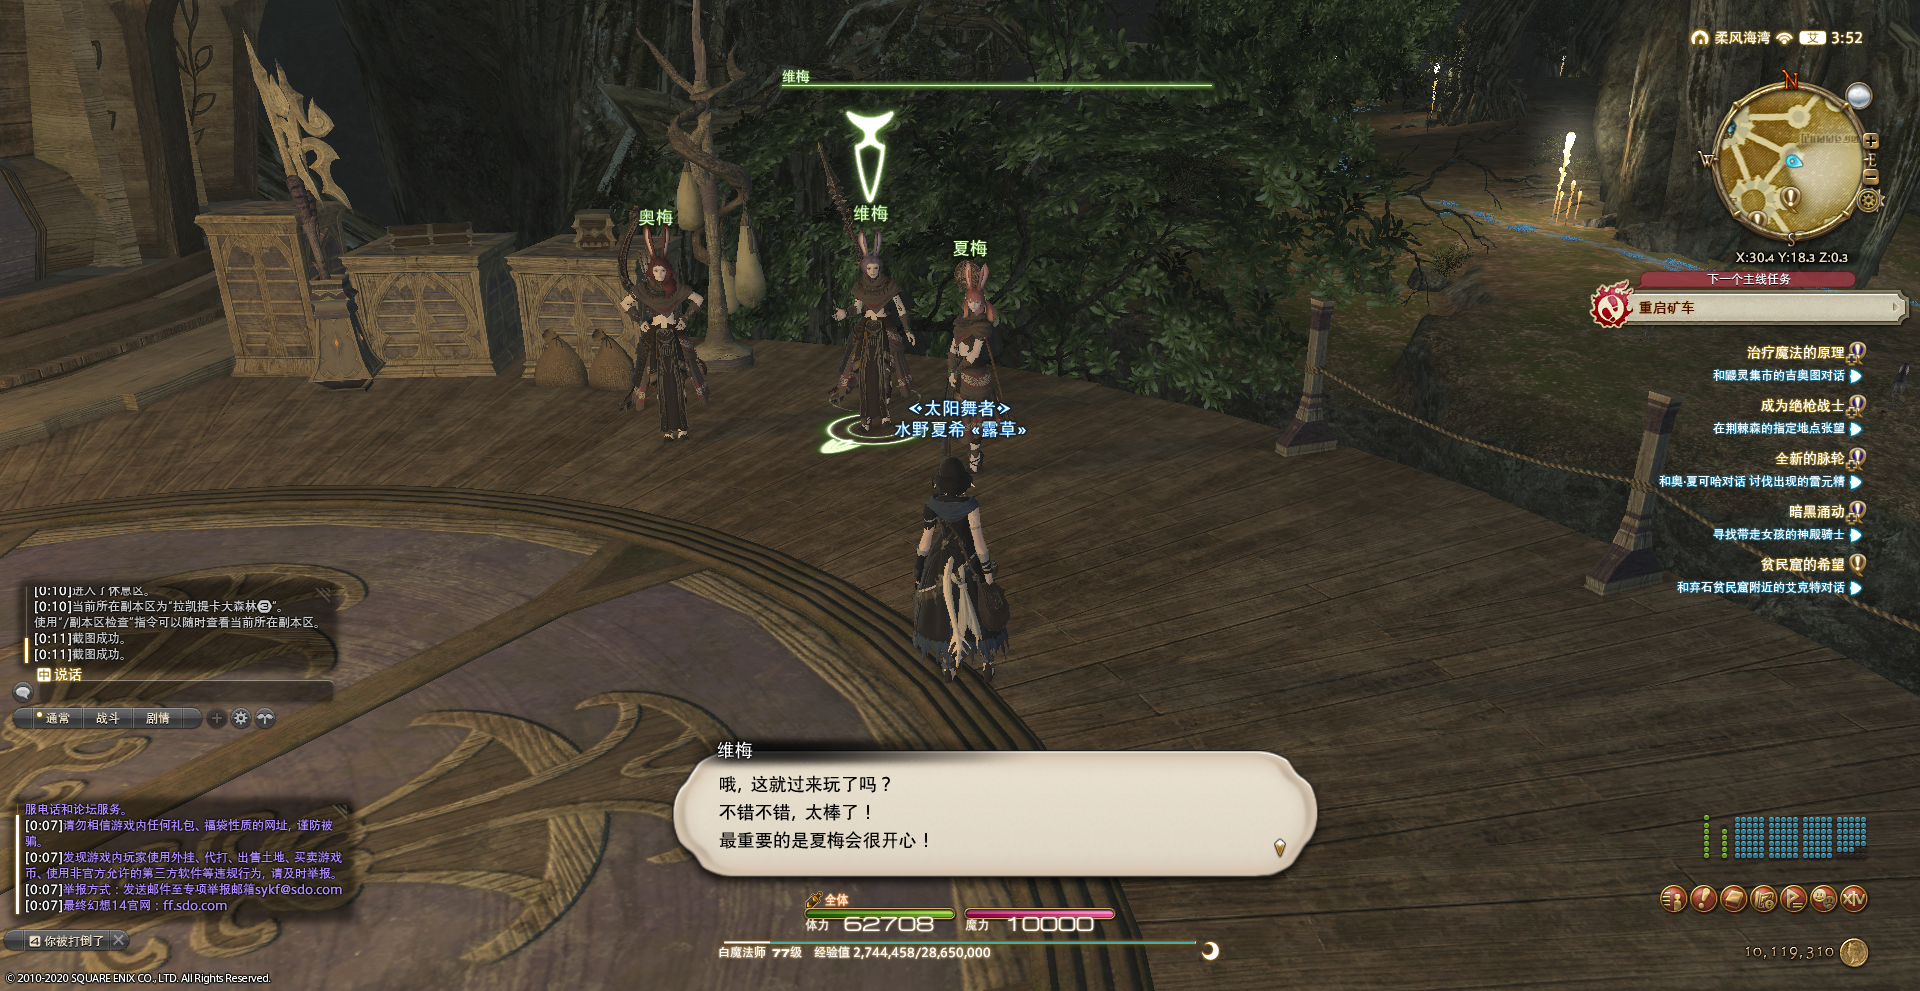 维梅
柔风海湾 艾 3:52
N
W
E
S
X:30.4 Y:18.3 Z:0.3
下一个主线任务
重启矿车
治疗魔法的原理
和鼹灵集市的吉奥图对话
成为绝枪战士
在荆棘森的指定地点张望
全新的脉轮
和奥·夏可哈对话 讨伐出现的雷元精
暗黑涌动
寻找带走女孩的神殿骑士
贫民窟的希望
和弃石贫民窟附近的艾克特对话
奥梅
维梅
夏梅
太阳舞者
水野夏希 «露草»
[0:10]进入了休息区。
[0:10]当前所在副本区为“拉凯提卡大森林③”。
使用“/副本区检查”指令可以随时查看当前所在副本区。
[0:11]截图成功。
[0:11]截图成功。
说话
通常 战斗 剧情
维梅
哦，这就过来玩了吗？
不错不错，太棒了！
最重要的是夏梅会很开心！
服电话和论坛服务。
[0:07]请勿相信游戏内任何礼包、福袋性质的网址，谨防被
骗。
[0:07]发现游戏内玩家使用外挂、代打、出售土地、买卖游戏
币、使用非官方允许的第三方软件等违规行为，请及时举报。
[0:07]举报方式：发送邮件至专项举报邮箱sykf@sdo.com
[0:07]最终幻想14官网：ff.sdo.com
4 你被打倒了
全体
体力 62708 魔力 10000
白魔法师 77级 经验值 2,744,458/28,650,000
XIV
10,119,310
© 2010-2020 SQUARE ENIX CO., LTD. All Rights Reserved.